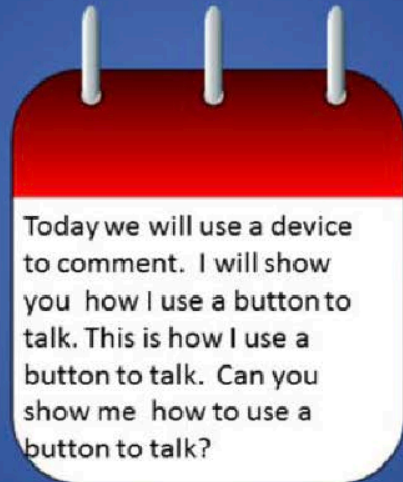 Today we will use a device
to comment. I will show
you how I use a button to
talk. This is how I use a
button to talk. Can you
show me how to use a
button to talk?